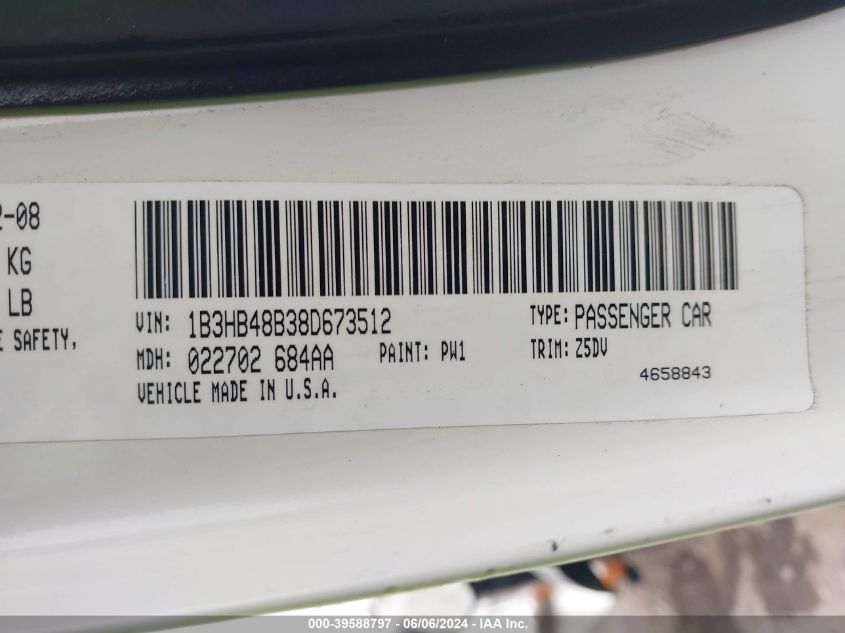 2-08
KG
LB
E SAFETY,
VIN: 1B3HB48B38D673512
TYPE: PASSENGER CAR
MDH: 022702 684AA
PAINT: PW1
TRIM: Z5DV
VEHICLE MADE IN U.S.A.
4658843
000-39588797 - 06/06/2024 - IAAI Inc.